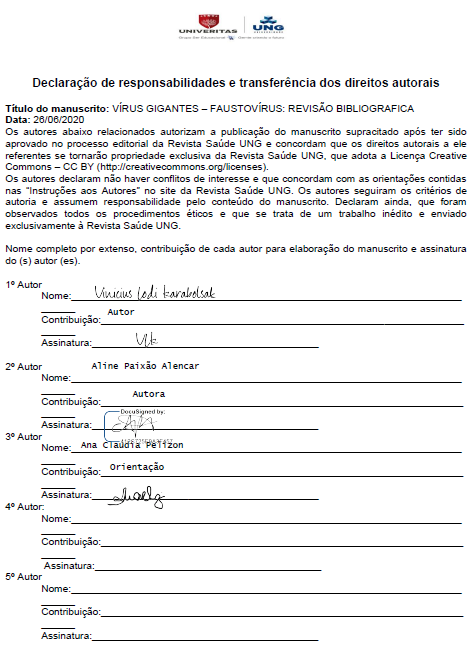 UNIVERITAS
UNG
UNIVERSIDADE
Declaração de responsabilidades e transferência dos direitos autorais
Título do manuscrito: VÍRUS GIGANTES – FAUSTOVÍRUS: REVISÃO BIBLIOGRAFICA
Data: 26/06/2020
Os autores abaixo relacionados autorizam a publicação do manuscrito supracitado após ter sido
aprovado no processo editorial da Revista Saúde UNG e concordam que os direitos autorais a ele
referentes se tornarão propriedade exclusiva da Revista Saúde UNG, que adota a Licença Creative
Commons – CC BY (http://creativecommons.org/licenses).
Os autores declaram não haver conflitos de interesse e que concordam com as orientações contidas
nas "Instruções aos Autores" no site da Revista Saúde UNG. Os autores seguiram os critérios de
autoria e assumem responsabilidade pelo conteúdo do manuscrito. Declaram ainda, que foram
observados todos os procedimentos éticos e que se trata de um trabalho inédito e enviado
exclusivamente à Revista Saúde UNG.
Nome completo por extenso, contribuição de cada autor para elaboração do manuscrito e assinatura
do (s) autor (es).
1º Autor
Nome: Vinicius Lodi Karabolsak
Contribuição: Autor
Assinatura:
2º Autor
Nome: Aline Paixão Alencar
Contribuição: Autora
Assinatura:
DocuSigned by:
3º Autor
Nome: Ana Claudia Pelizon
Contribuição: Orientação
Assinatura:
4º Autor:
Nome:
Contribuição:
Assinatura:
5º Autor
Nome:
Contribuição:
Assinatura: